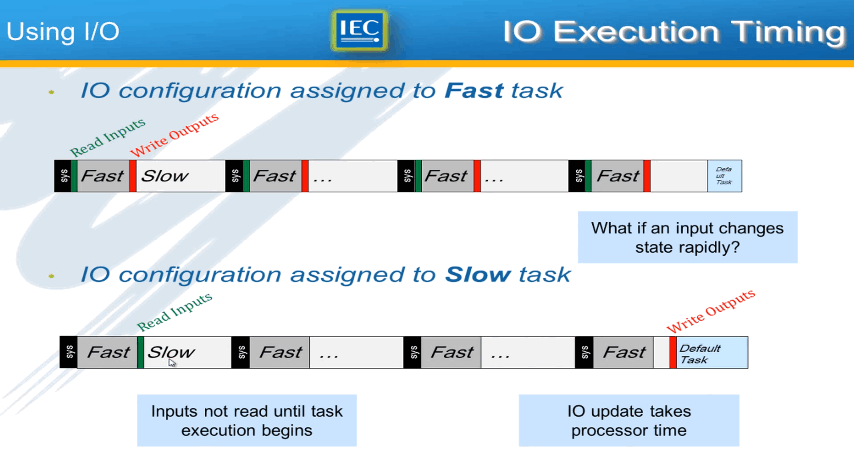 Using I/O
IEC
IO Execution Timing
IO configuration assigned to Fast task
Read Inputs
Write Outputs
sys Fast Slow sys Fast ... sys Fast ... sys Fast Defa
ult
Task
What if an input changes
state rapidly?
IO configuration assigned to Slow task
Read Inputs
Write Outputs
sys Fast Slow sys Fast ... sys Fast ... sys Fast Default
Task
Inputs not read until task
execution begins
IO update takes
processor time